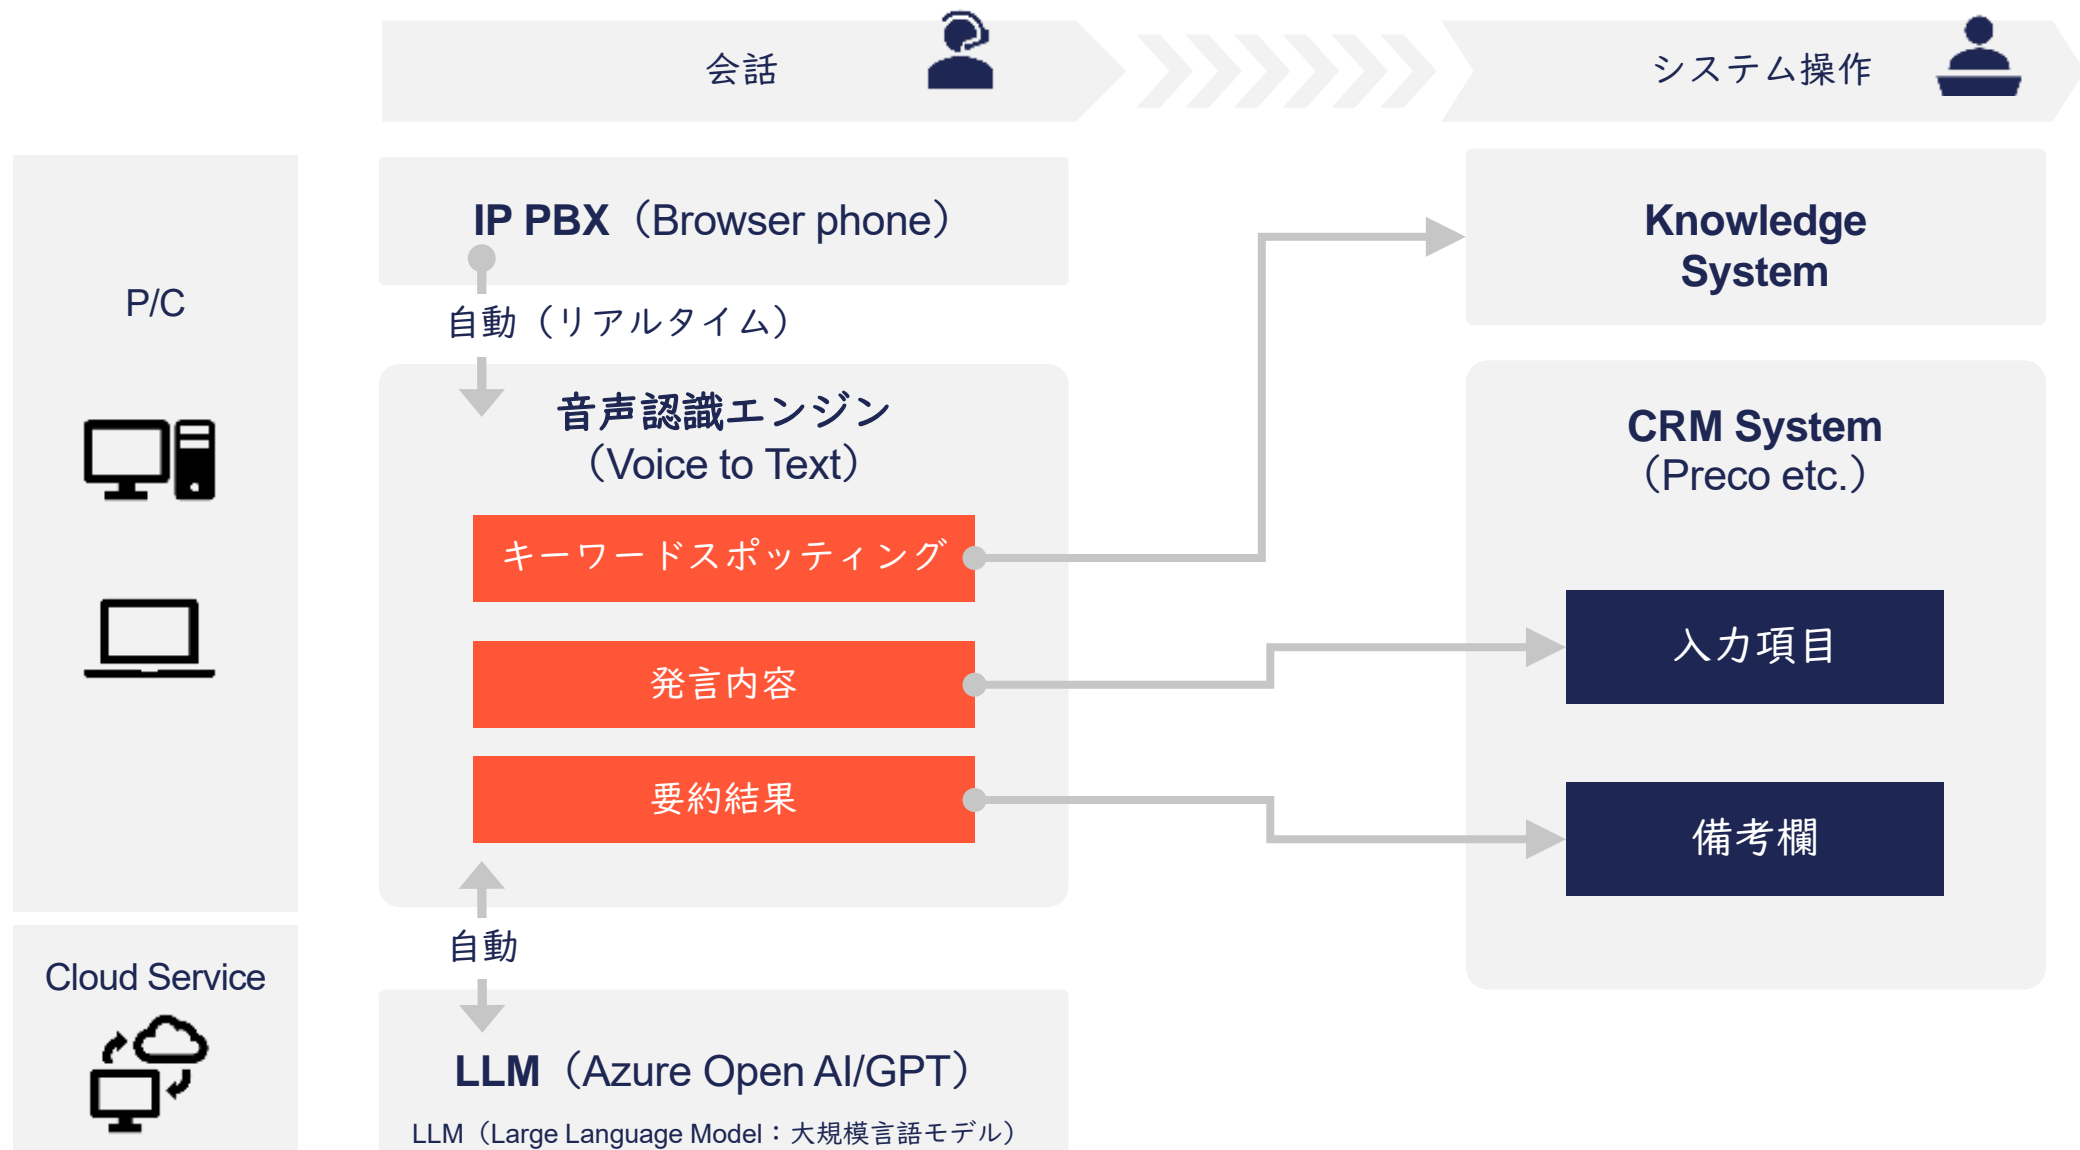 会話
システム操作
P/C
Cloud Service
IP PBX（Browser phone）
自動（リアルタイム）
音声認識エンジン
（Voice to Text）
キーワードスポッティング
発言内容
要約結果
自動
LLM（Azure Open AI/GPT）
LLM（Large Language Model：大規模言語モデル）
Knowledge
System
CRM System
（Preco etc.）
入力項目
備考欄